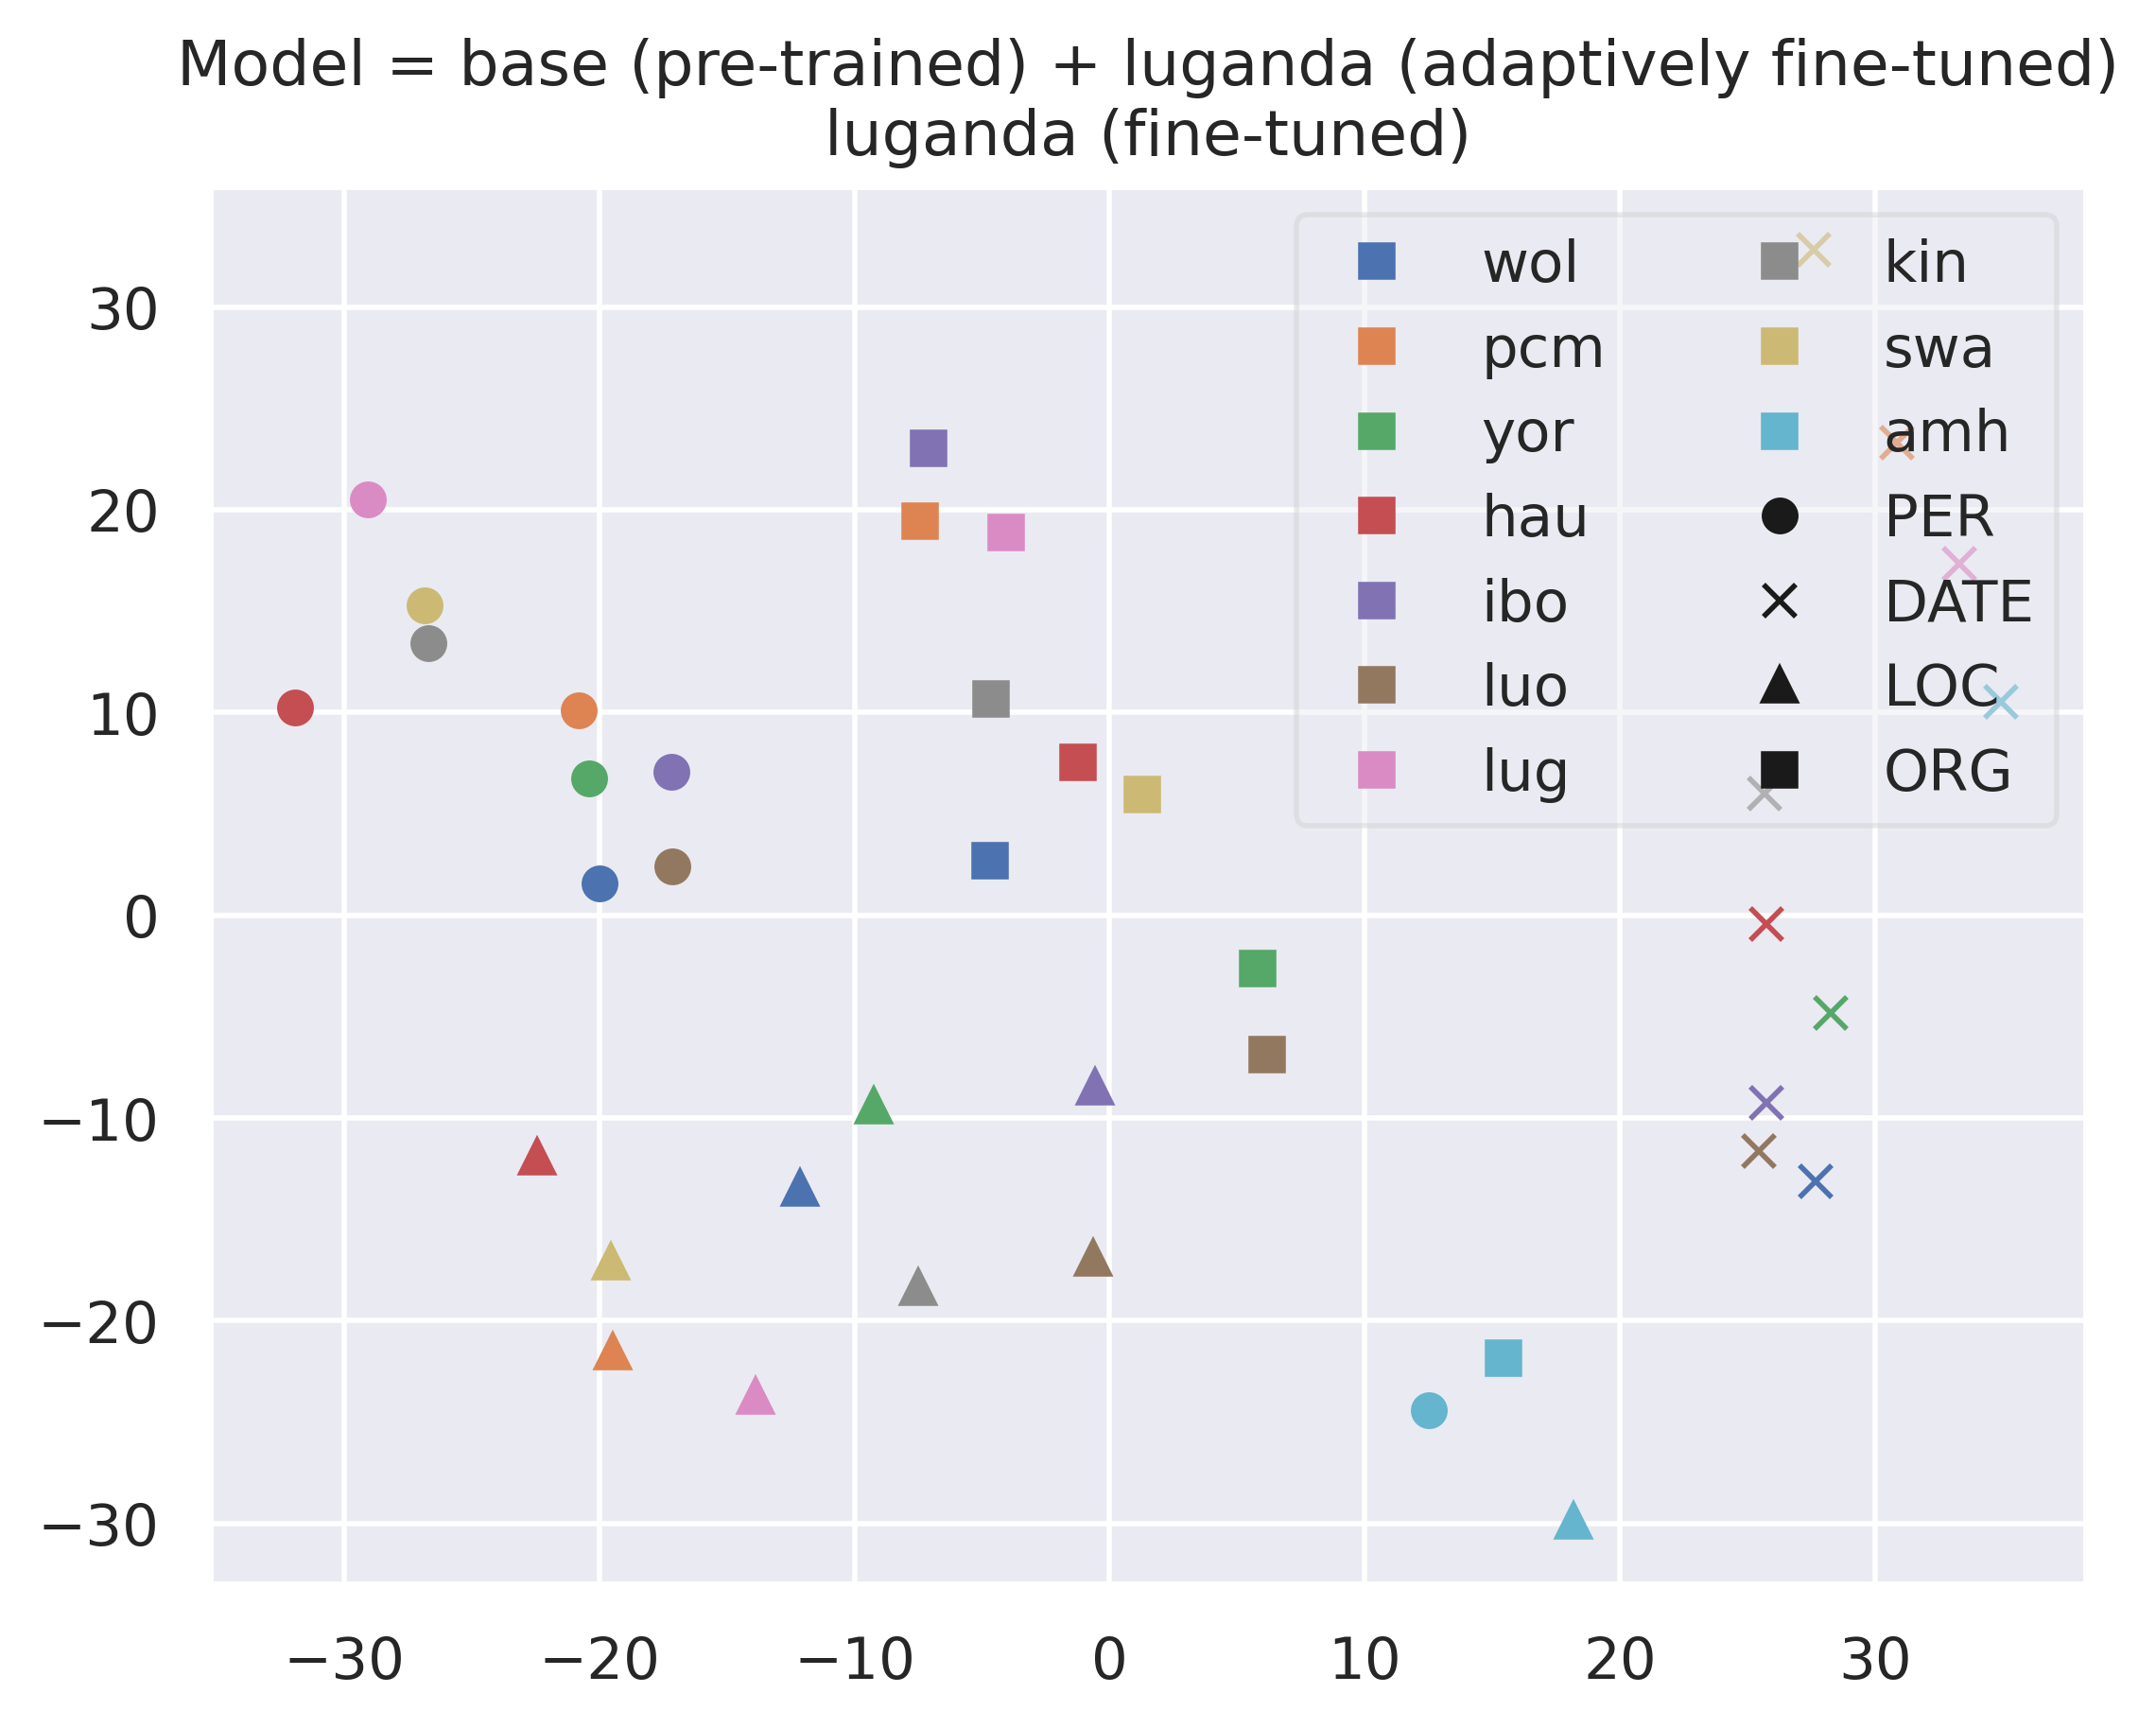 Model = base (pre-trained) + luganda (adaptively fine-tuned)
luganda (fine-tuned)
wol
pcm
yor
hau
ibo
luo
lug
kin
swa
amh
PER
DATE
LOC
ORG
30
20
10
0
−10
−20
−30
−30
−20
−10
0
10
20
30